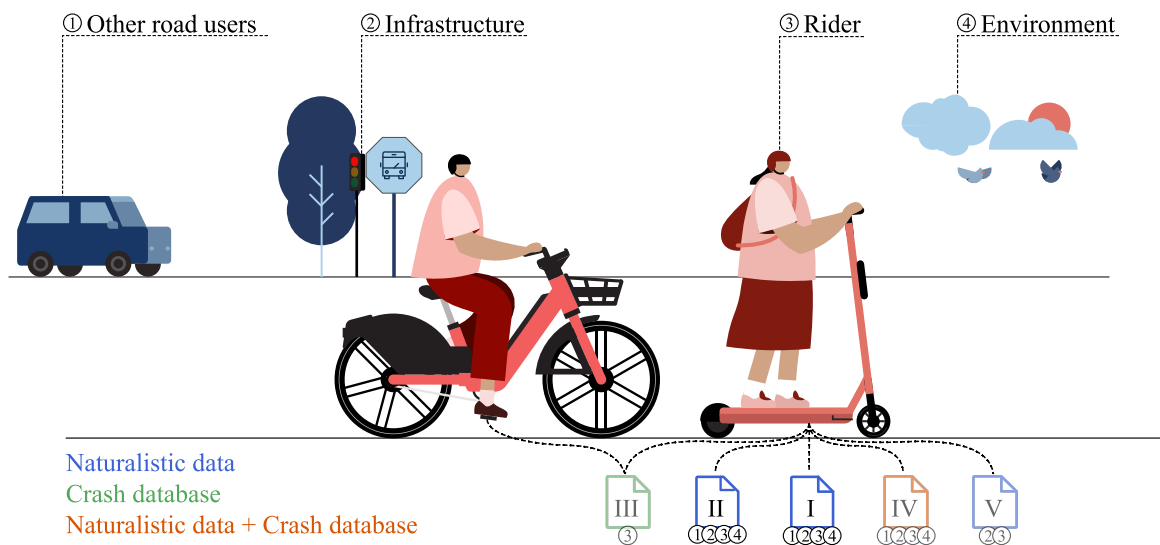 ① Other road users
② Infrastructure
③ Rider
④ Environment
Naturalistic data
Crash database
Naturalistic data + Crash database
III
II
I
IV
V
③
①②③④
①②③④
①②③④
②③